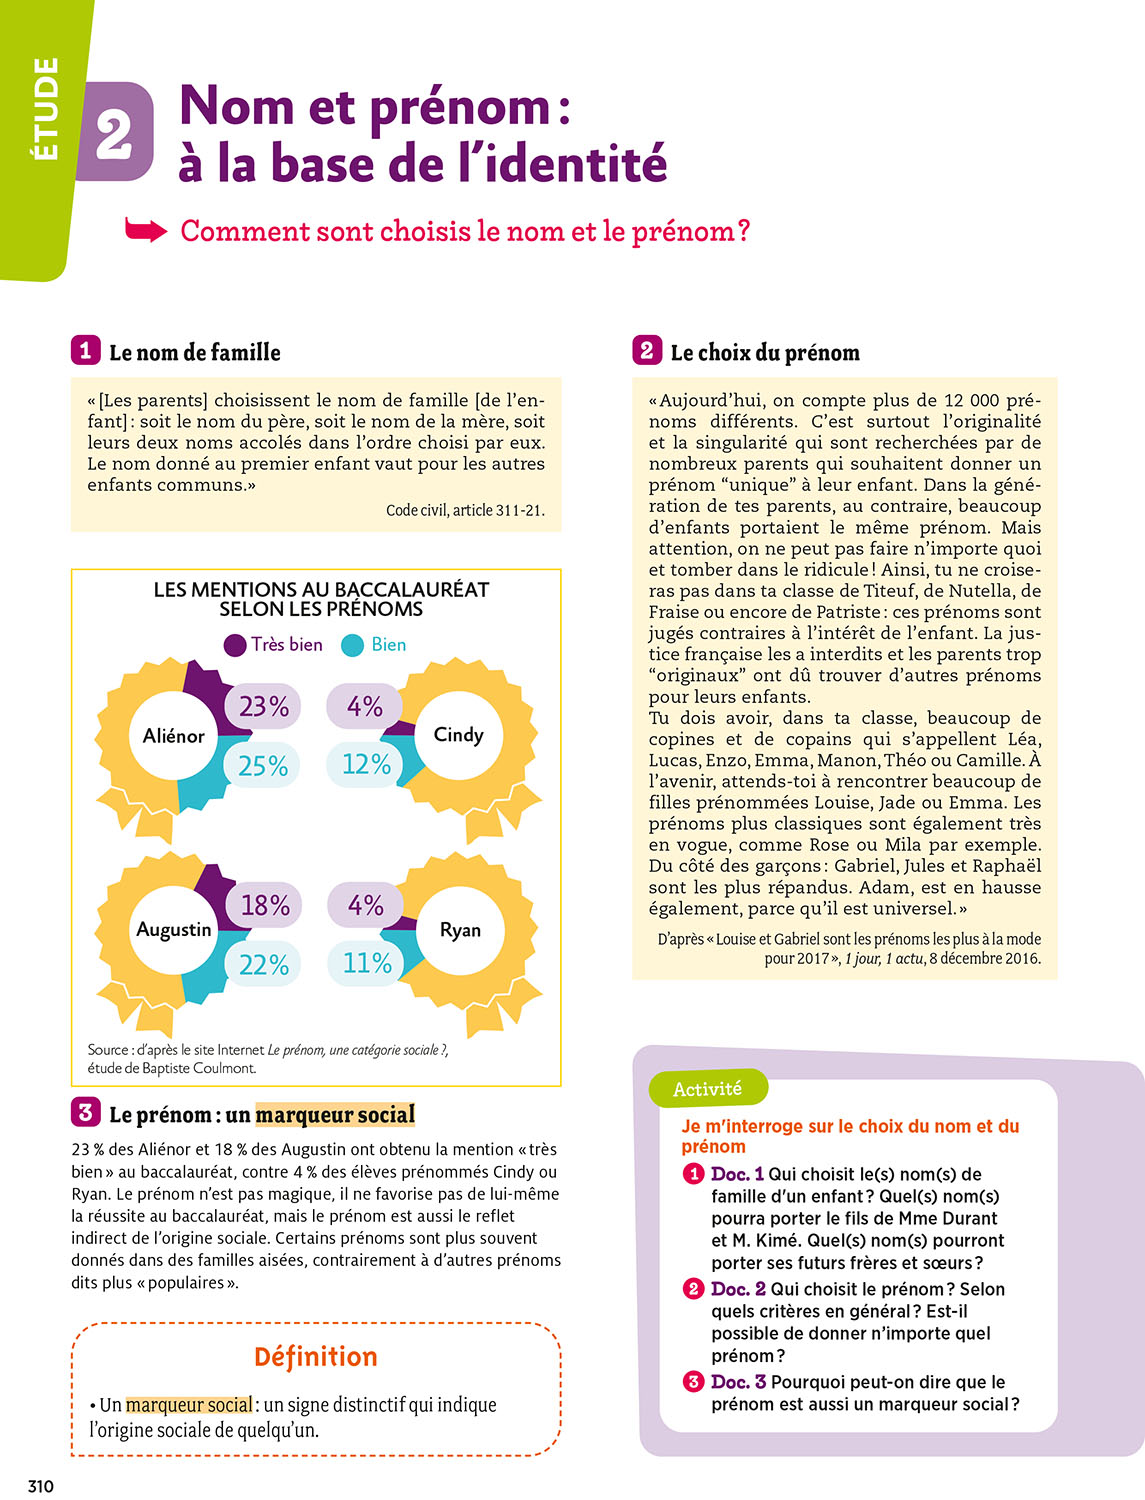 ÉTUDE
2
Nom et prénom :
à la base de l'identité
Comment sont choisis le nom et le prénom ?
1 Le nom de famille
« [Les parents] choisissent le nom de famille [de l'en-
fant] : soit le nom du père, soit le nom de la mère, soit
leurs deux noms accolés dans l'ordre choisi par eux.
Le nom donné au premier enfant vaut pour les autres
enfants communs.»
Code civil, article 311-21.
LES MENTIONS AU BACCALAURÉAT
SELON LES PRÉNOMS
Très bien Bien
Aliénor
23 %
25 %
4 %
12 %
Cindy
Augustin
18 %
22 %
4 %
11 %
Ryan
Source : d'après le site Internet Le prénom, une catégorie sociale ?,
étude de Baptiste Coulmont.
3 Le prénom : un marqueur social
23 % des Aliénor et 18 % des Augustin ont obtenu la mention « très
bien » au baccalauréat, contre 4 % des élèves prénommés Cindy ou
Ryan. Le prénom n'est pas magique, il ne favorise pas de lui-même
la réussite au baccalauréat, mais le prénom est aussi le reflet
indirect de l'origine sociale. Certains prénoms sont plus souvent
donnés dans des familles aisées, contrairement à d'autres prénoms
dits plus « populaires ».
Définition
• Un marqueur social : un signe distinctif qui indique
l'origine sociale de quelqu'un.
2 Le choix du prénom
« Aujourd'hui, on compte plus de 12 000 pré-
noms différents. C'est surtout l'originalité
et la singularité qui sont recherchées par de
nombreux parents qui souhaitent donner un
prénom “unique” à leur enfant. Dans la géné-
ration de tes parents, au contraire, beaucoup
d'enfants portaient le même prénom. Mais
attention, on ne peut pas faire n'importe quoi
et tomber dans le ridicule ! Ainsi, tu ne croise-
ras pas dans ta classe de Titeuf, de Nutella, de
Fraise ou encore de Patriste : ces prénoms sont
jugés contraires à l'intérêt de l'enfant. La jus-
tice française les a interdits et les parents trop
“originaux” ont dû trouver d'autres prénoms
pour leurs enfants.
Tu dois avoir, dans ta classe, beaucoup de
copines et de copains qui s'appellent Léa,
Lucas, Enzo, Emma, Manon, Théo ou Camille. À
l'avenir, attends-toi à rencontrer beaucoup de
filles prénommées Louise, Jade ou Emma. Les
prénoms plus classiques sont également très
en vogue, comme Rose ou Mila par exemple.
Du côté des garçons : Gabriel, Jules et Raphaël
sont les plus répandus. Adam, est en hausse
également, parce qu'il est universel. »
D'après « Louise et Gabriel sont les prénoms les plus à la mode
pour 2017 », 1 jour, 1 actu, 8 décembre 2016.
Activité
Je m'interroge sur le choix du nom et du
prénom
1 Doc. 1 Qui choisit le(s) nom(s) de
famille d'un enfant ? Quel(s) nom(s)
pourra porter le fils de Mme Durant
et M. Kimé. Quel(s) nom(s) pourront
porter ses futurs frères et sœurs ?
2 Doc. 2 Qui choisit le prénom ? Selon
quels critères en général ? Est-il
possible de donner n'importe quel
prénom ?
3 Doc. 3 Pourquoi peut-on dire que le
prénom est aussi un marqueur social ?
310